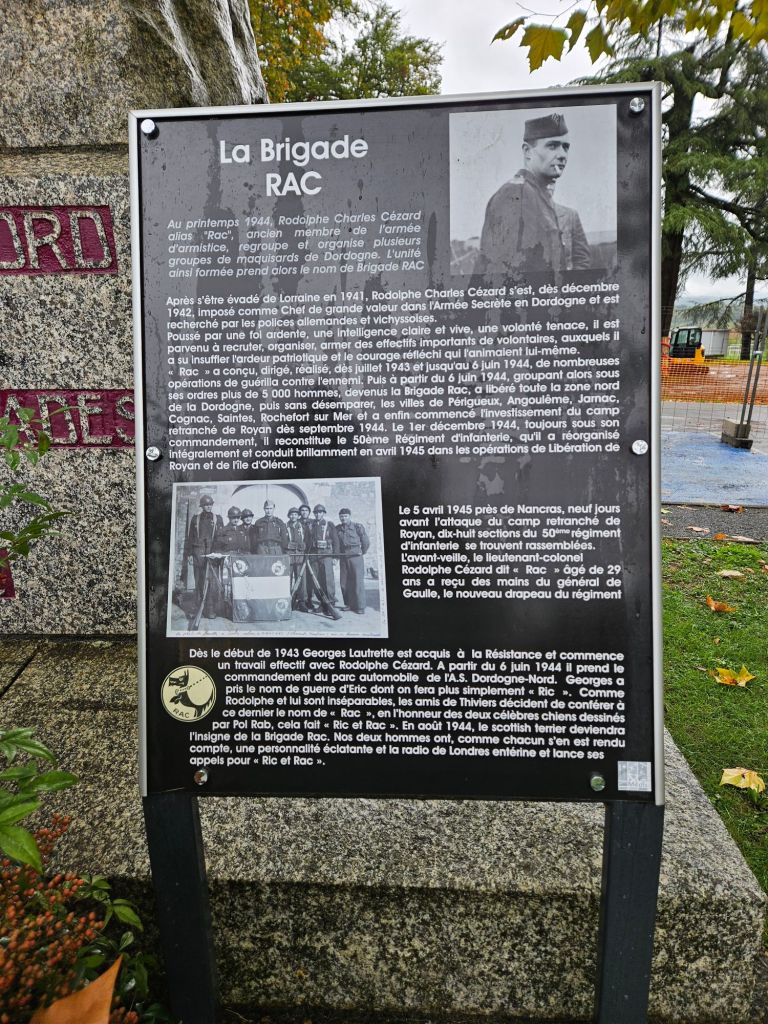 ORD
ADES
La Brigade
RAC
Au printemps 1944, Rodolphe Charles Cézard
alias "Rac", ancien membre de l'armée
d'armistice, regroupe et organise plusieurs
groupes de maquisards de Dordogne. L'unité
ainsi formée prend alors le nom de Brigade RAC
Après s'être évadé de Lorraine en 1941, Rodolphe Charles Cézard s'est, dès décembre
1942, imposé comme Chef de grande valeur dans l'Armée Secrète en Dordogne et est
recherché par les polices allemandes et vichyssoises.
Poussé par une foi ardente, une intelligence claire et vive, une volonté tenace, il est
parvenu à recruter, organiser, armer des effectifs importants de volontaires, auxquels il
a su insuffler l'ardeur patriotique et le courage réfléchi qui l'animaient lui-même.
« Rac » a conçu, dirigé, réalisé, dès juillet 1943 et jusqu'au 6 juin 1944, de nombreuses
opérations de guérilla contre l'ennemi. Puis à partir du 6 juin 1944, groupant alors sous
ses ordres plus de 5 000 hommes, devenus la Brigade Rac, a libéré toute la zone nord
de la Dordogne, puis sans désemparer, les villes de Périgueux, Angoulême, Jarnac,
Cognac, Saintes, Rochefort sur Mer et a enfin commencé l'investissement du camp
retranché de Royan dès septembre 1944. Le 1er décembre 1944, toujours sous son
commandement, il reconstitue le 50ème Régiment d'infanterie, qu'il a réorganisé
intégralement et conduit brillamment en avril 1945 dans les opérations de Libération de
Royan et de l'île d'Oléron.
Le 5 avril 1945 près de Nancras, neuf jours
avant l'attaque du camp retranché de
Royan, dix-huit sections du 50ème régiment
d'infanterie se trouvent rassemblées.
L'avant-veille, le lieutenant-colonel
Rodolphe Cézard dit « Rac » âgé de 29
ans a reçu des mains du général de
Gaulle, le nouveau drapeau du régiment
Dès le début de 1943 Georges Lautrette est acquis à la Résistance et commence
un travail effectif avec Rodolphe Cézard. A partir du 6 juin 1944 il prend le
commandement du parc automobile de l'A.S. Dordogne-Nord. Georges a
pris le nom de guerre d'Eric dont on fera plus simplement « Ric ». Comme
Rodolphe et lui sont inséparables, les amis de Thiviers décident de conférer à
ce dernier le nom de « Rac », en l'honneur des deux célèbres chiens dessinés
par Pol Rab, cela fait « Ric et Rac ». En août 1944, le scottish terrier deviendra
l'insigne de la Brigade Rac. Nos deux hommes ont, comme chacun s'en est rendu
compte, une personnalité éclatante et la radio de Londres entérine et lance ses
appels pour « Ric et Rac ».
RAC